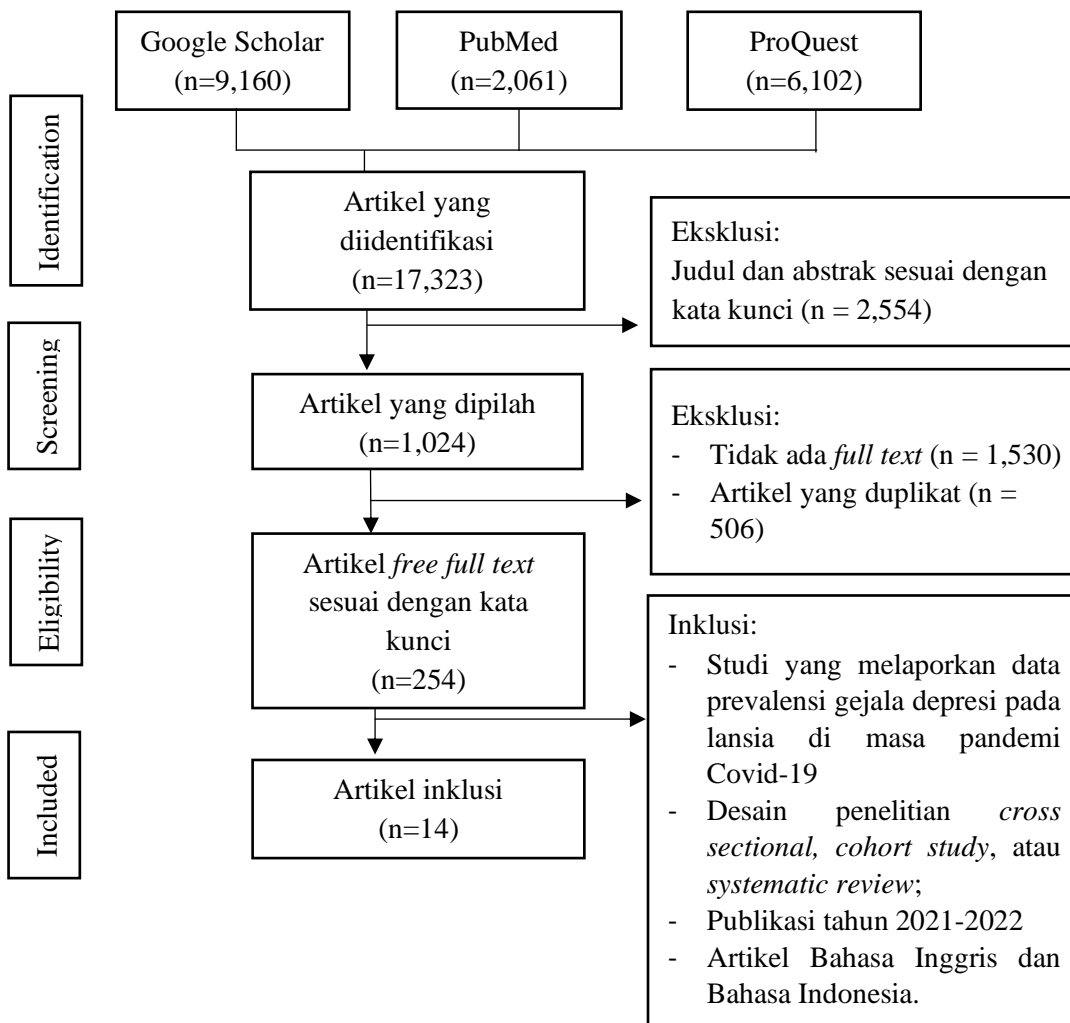 Google Scholar
(n=9,160)
PubMed
(n=2,061)
ProQuest
(n=6,102)
Identification
Artikel yang
diidentifikasi
(n=17,323)
Eksklusi:
Judul dan abstrak sesuai dengan
kata kunci (n = 2,554)
Screening
Artikel yang dipilah
(n=1,024)
Eksklusi:
- Tidak ada full text (n = 1,530)
- Artikel yang duplikat (n =
506)
Eligibility
Artikel free full text
sesuai dengan kata
kunci
(n=254)
Inklusi:
- Studi yang melaporkan data
prevalensi gejala depresi pada
lansia di masa pandemi
Covid-19
- Desain penelitian cross
sectional, cohort study, atau
systematic review;
- Publikasi tahun 2021-2022
- Artikel Bahasa Inggris dan
Bahasa Indonesia.
Included
Artikel inklusi
(n=14)